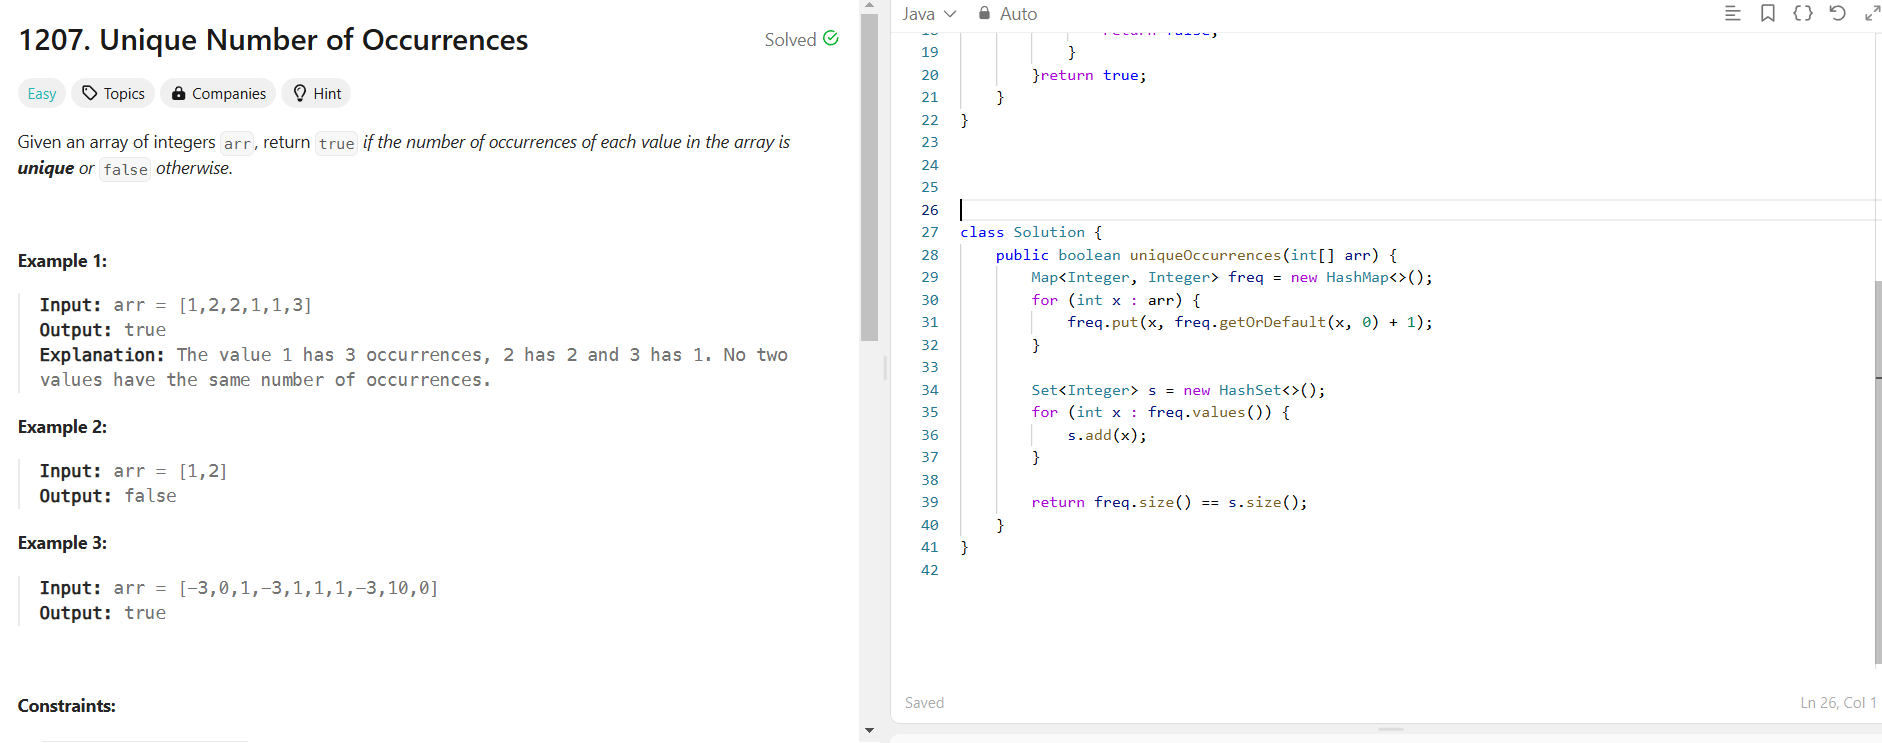 1207. Unique Number of Occurrences
Solved
Easy
Topics
Companies
Hint
Given an array of integers arr, return true if the number of occurrences of each value in the array is
unique or false otherwise.
Example 1:
Input: arr = [1,2,2,1,1,3]
Output: true
Explanation: The value 1 has 3 occurrences, 2 has 2 and 3 has 1. No two
values have the same number of occurrences.
Example 2:
Input: arr = [1,2]
Output: false
Example 3:
Input: arr = [-3,0,1,-3,1,1,1,-3,10,0]
Output: true
Constraints:
Java
Auto
19 }
20 }return true;
21 }
22 }
23
24
25
26
27 class Solution {
28 public boolean uniqueOccurrences(int[] arr) {
29 Map<Integer, Integer> freq = new HashMap<>();
30 for (int x : arr) {
31 freq.put(x, freq.getOrDefault(x, 0) + 1);
32 }
33
34 Set<Integer> s = new HashSet<>();
35 for (int x : freq.values()) {
36 s.add(x);
37 }
38
39 return freq.size() == s.size();
40 }
41 }
42
Saved
Ln 26, Col 1